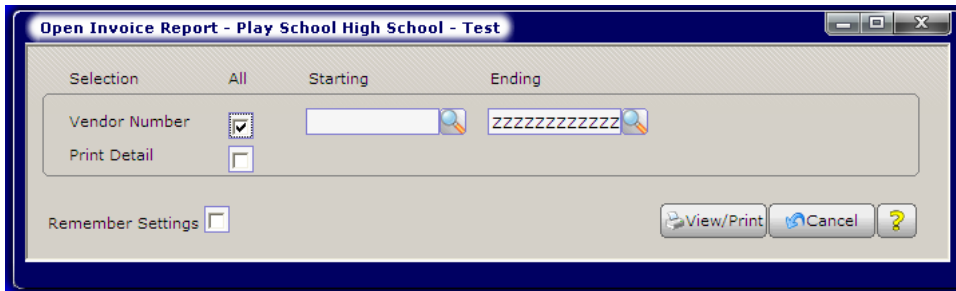 Open Invoice Report - Play School High School - Test
Selection All Starting Ending
Vendor Number ZZZZZZZZZZZZ
Print Detail
Remember Settings View/Print Cancel ?